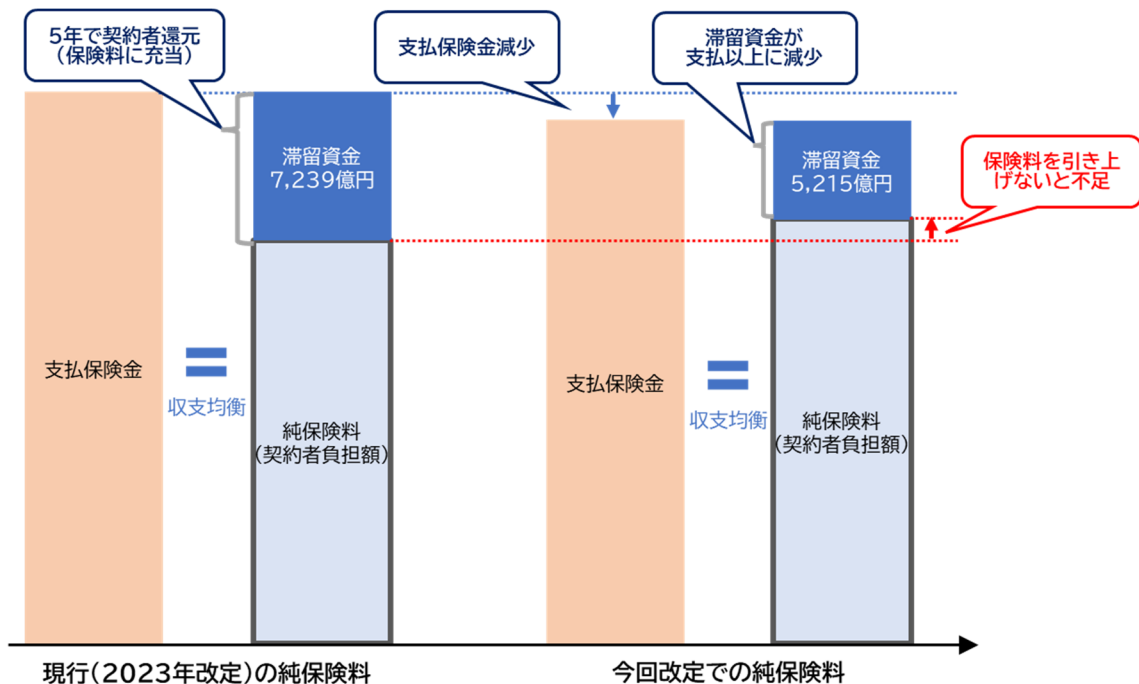 5年で契約者還元
（保険料に充当）
支払保険金減少
滞留資金が
支払以上に減少
滞留資金
7,239億円
滞留資金
5,215億円
保険料を引き上
げないと不足
支払保険金
収支均衡
純保険料
（契約者負担額）
支払保険金
収支均衡
純保険料
（契約者負担額）
現行（2023年改定）の純保険料
今回改定での純保険料